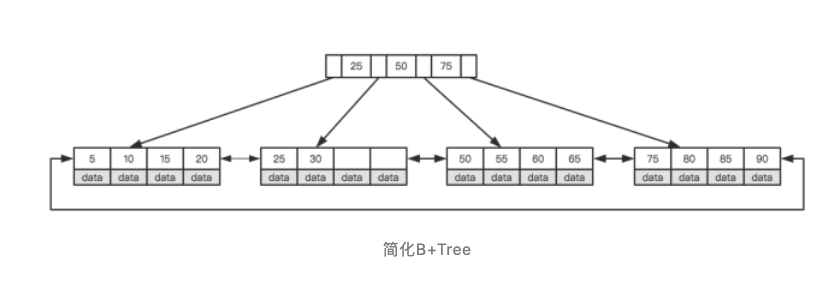 25 50 75
5 10 15 20 25 30 50 55 60 65 75 80 85 90
data data data data data data data data data data data data data data data data
简化B+Tree